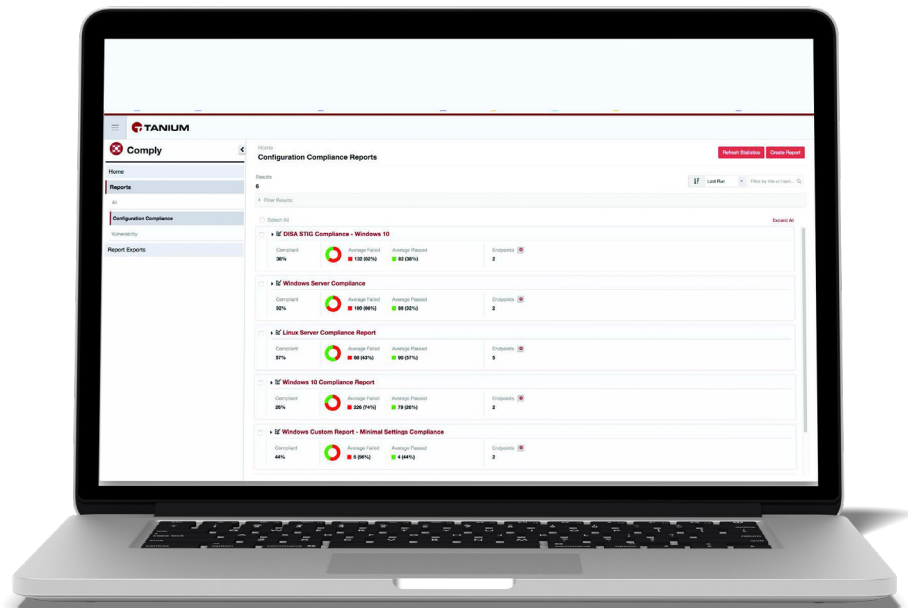 TANIUM
Comply
Home
Reports
All
Configuration Compliance
Vulnerability
Report Exports
Home
Configuration Compliance Reports
Refresh Statistics
Create Report
Results
6
Last Run
Filter Results
Select All
Expand All
DISA STIG Compliance - Windows 10
Compliant Average Failed Average Passed Endpoints
38% 132 (62%) 82 (38%) 2
Windows Server Compliance
Compliant Average Failed Average Passed Endpoints
32% 2
Linux Server Compliance Report
Compliant Average Failed Average Passed Endpoints
57% 90 (57%) 5
Windows 10 Compliance Report
Compliant Average Failed Average Passed Endpoints
26% 226 (74%) 79 (26%) 2
Windows Custom Report - Minimal Settings Compliance
Compliant Average Failed Average Passed Endpoints
44% 5 (56%) 4 (44%) 2